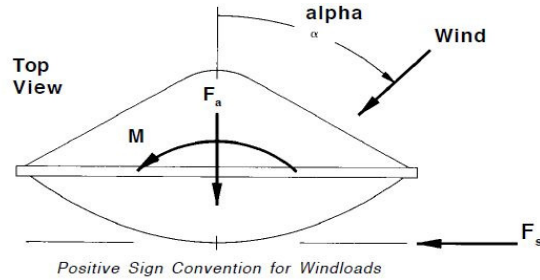 alpha
α
Wind
Top
View
Fa
M
Fs
Positive Sign Convention for Windloads